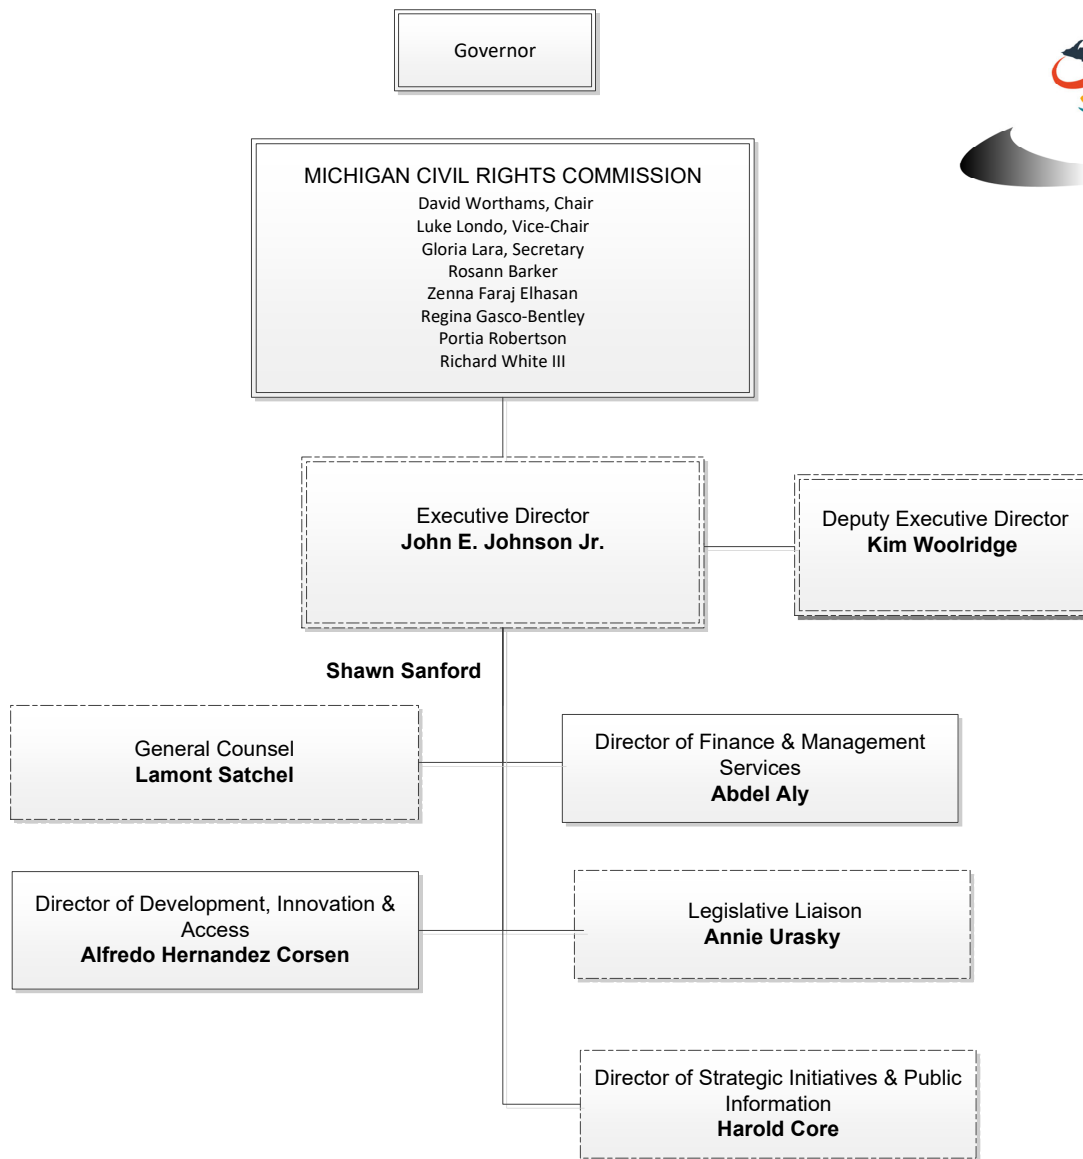 Governor
MICHIGAN CIVIL RIGHTS COMMISSION
David Worthams, Chair
Luke Londo, Vice-Chair
Gloria Lara, Secretary
Rosann Barker
Zenna Faraj Elhasan
Regina Gasco-Bentley
Portia Robertson
Richard White III
Executive Director
John E. Johnson Jr.
Deputy Executive Director
Kim Woolridge
Shawn Sanford
General Counsel
Lamont Satchel
Director of Finance & Management
Services
Abdel Aly
Director of Development, Innovation &
Access
Alfredo Hernandez Corsen
Legislative Liaison
Annie Urasky
Director of Strategic Initiatives & Public
Information
Harold Core